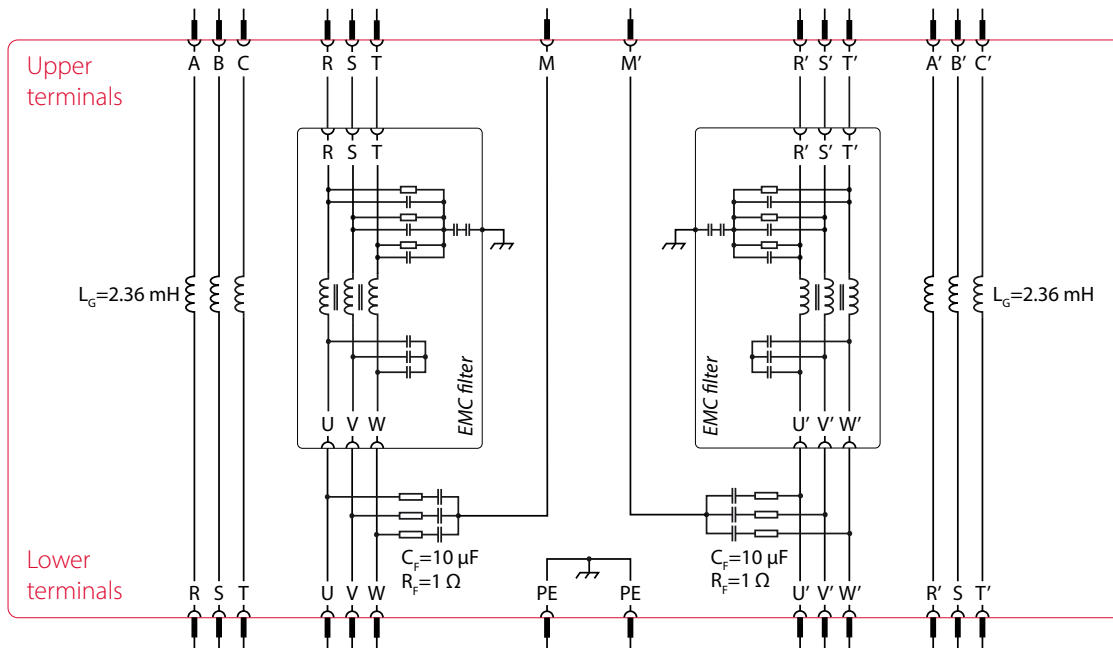 Upper
terminals
A B C R S T M M’ R’ S’ T’ A’ B’ C’
R S T R’ S’ T’
L_G=2.36 mH L_G=2.36 mH
EMC filter EMC filter
U V W U’ V’ W’
C_F=10 µF C_F=10 µF
R_F=1 Ω R_F=1 Ω
Lower
terminals
R S T U V W PE PE U’ V’ W’ R’ S T’